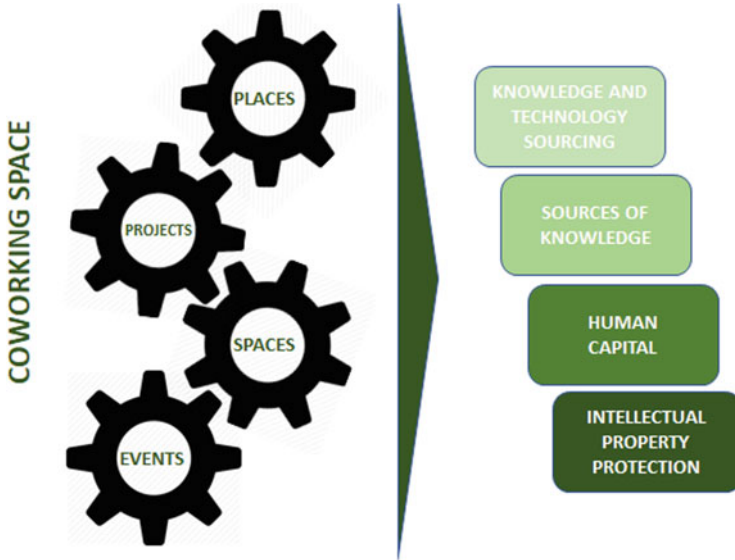 COWORKING SPACE
PLACES
PROJECTS
SPACES
EVENTS
KNOWLEDGE AND
TECHNOLOGY
SOURCING
SOURCES OF
KNOWLEDGE
HUMAN
CAPITAL
INTELLECTUAL
PROPERTY
PROTECTION